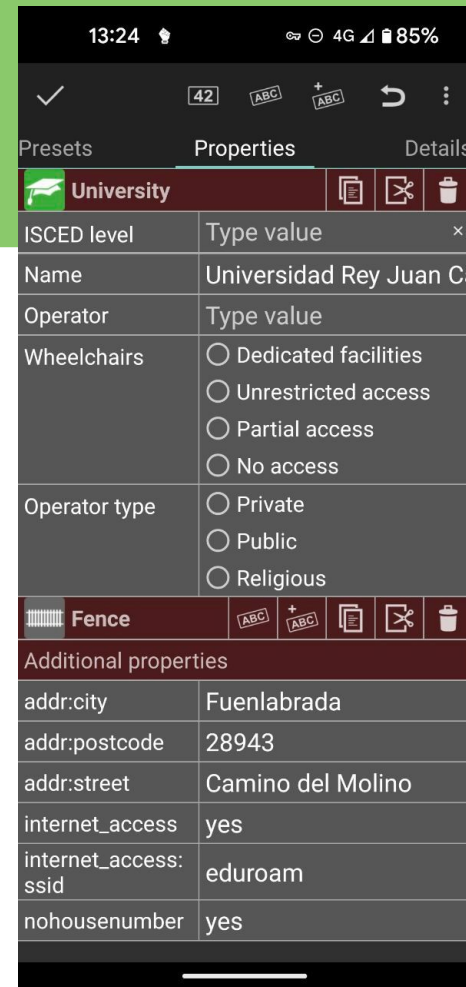 13:24 4G 85%
42 ABC +ABC
Presets Properties Details
University
ISCED level Type value ×
Name Universidad Rey Juan Ca
Operator Type value
Wheelchairs Dedicated facilities
Unrestricted access
Partial access
No access
Operator type Private
Public
Religious
Fence ABC +ABC
Additional properties
addr:city Fuenlabrada
addr:postcode 28943
addr:street Camino del Molino
internet_access yes
internet_access:
ssid eduroam
nohousenumber yes